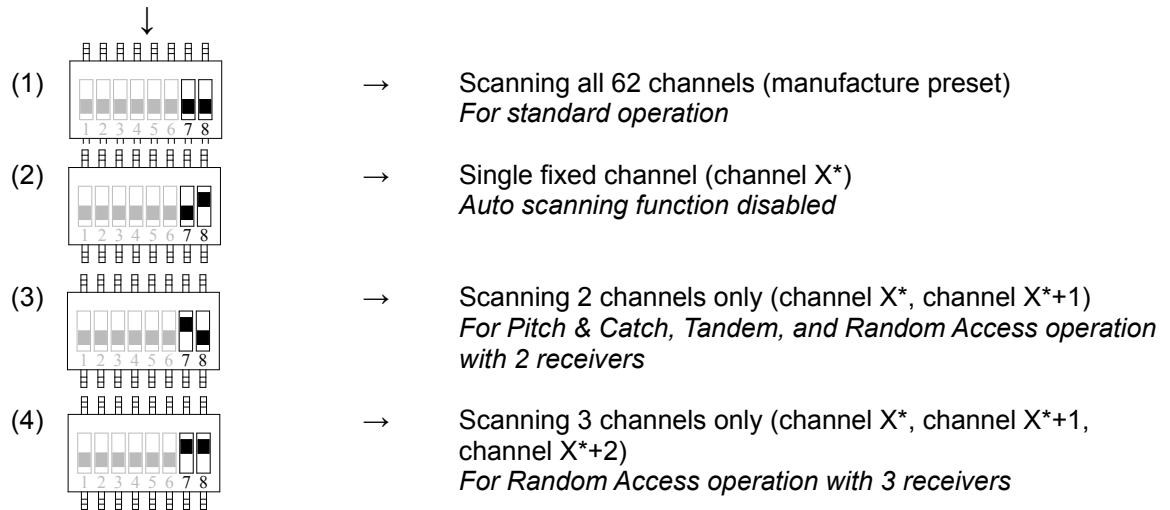 ↓
(1) → Scanning all 62 channels (manufacture preset)
For standard operation
1 2 3 4 5 6 7 8
(2) → Single fixed channel (channel X*)
Auto scanning function disabled
1 2 3 4 5 6 7 8
(3) → Scanning 2 channels only (channel X*, channel X*+1)
For Pitch & Catch, Tandem, and Random Access operation
with 2 receivers
1 2 3 4 5 6 7 8
(4) → Scanning 3 channels only (channel X*, channel X*+1,
channel X*+2)
For Random Access operation with 3 receivers
1 2 3 4 5 6 7 8